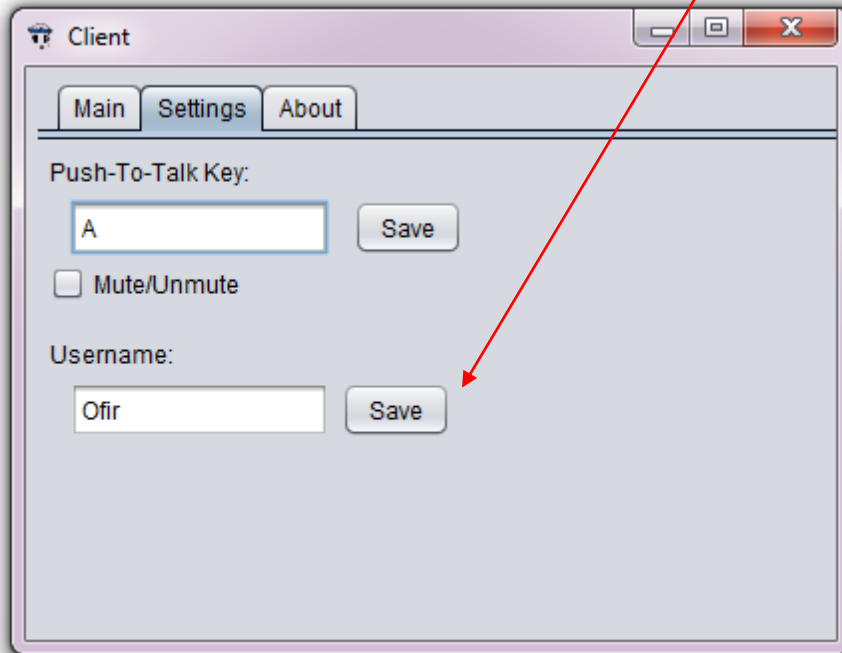 Client
Main Settings About
Push-To-Talk Key:
A Save
Mute/Unmute
Username:
Ofir Save